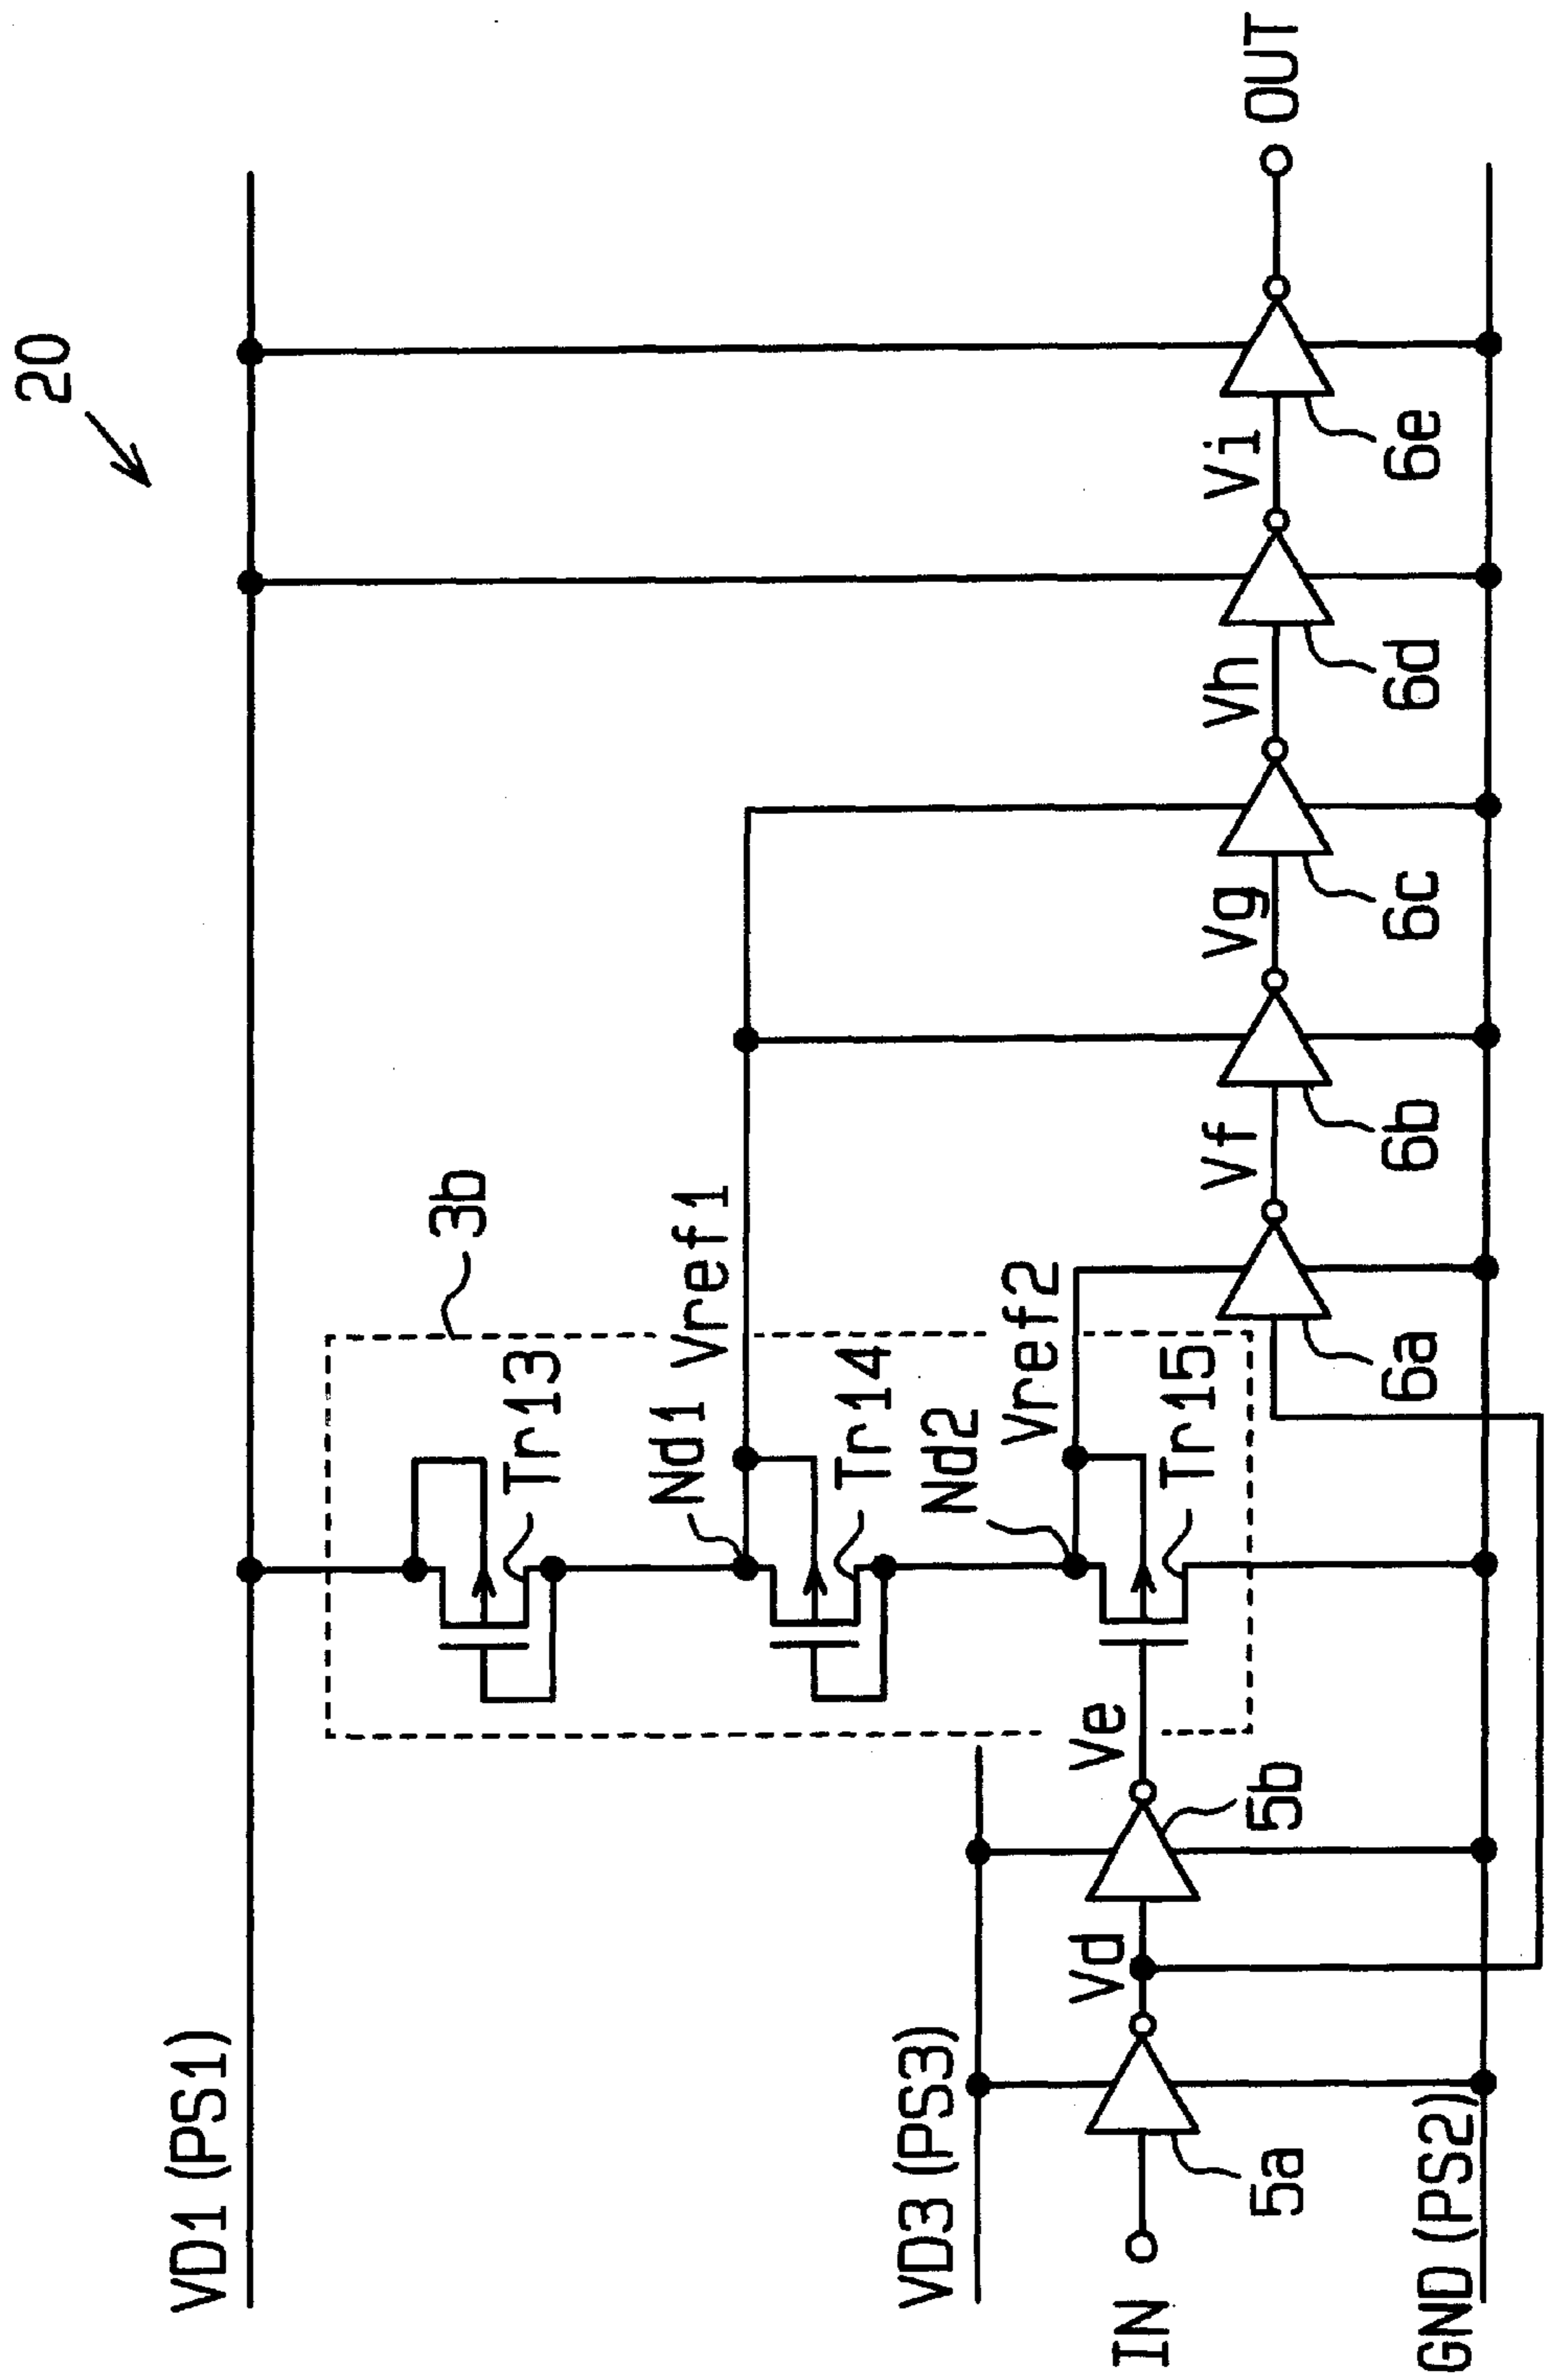 20
VD1 (PS1)
3b
Tr13
Nd1
Vref1
Tr14
Nd2
Vref2
Tr15
VD3 (PS3)
Ve
5b
Vd
5a
IN
GND (PS2)
6a
Vf
6b
Vg
6c
Vh
6d
Vi
6e
OUT